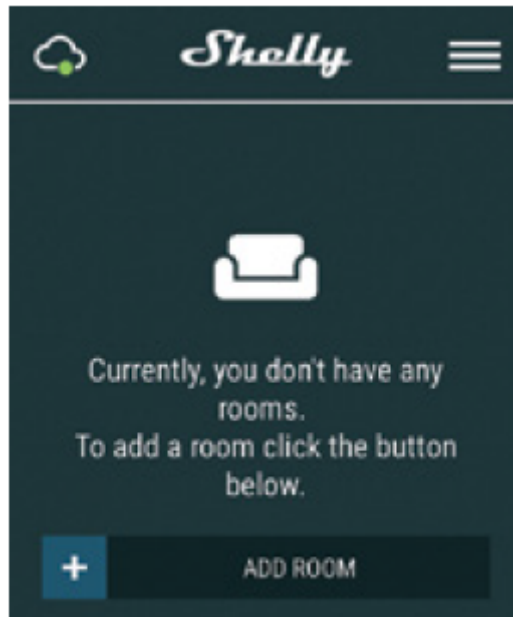 Shelly
Currently, you don't have any
rooms.
To add a room click the button
below.
+ ADD ROOM